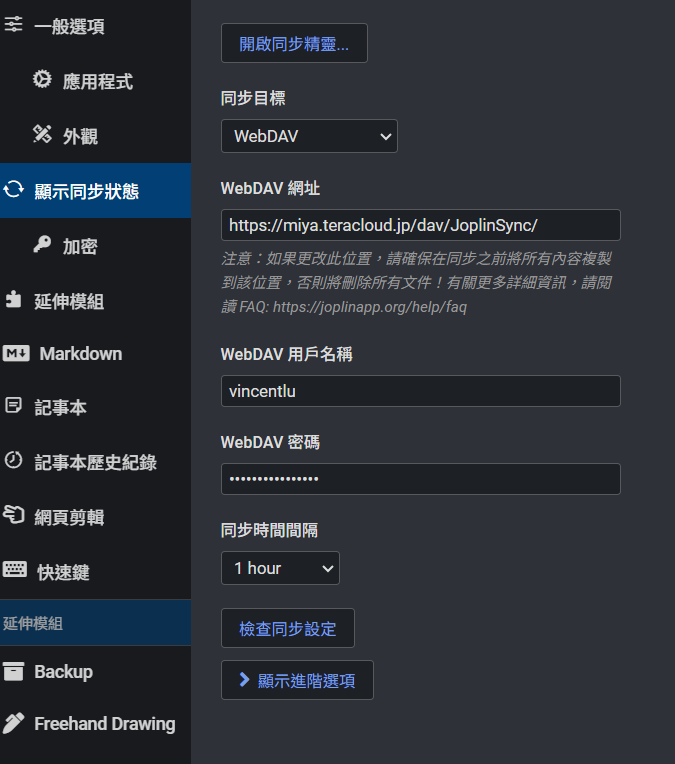 一般選項
應用程式
外觀
顯示同步狀態
加密
延伸模組
Markdown
記事本
記事本歷史紀錄
網頁剪輯
快速鍵
延伸模組
Backup
Freehand Drawing
開啟同步精靈...
同步目標
WebDAV
WebDAV 網址
https://miya.teracloud.jp/dav/JoplinSync/
注意：如果更改此位置，請確保在同步之前將所有內容複製
到該位置，否則將刪除所有文件！有關更多詳細資訊，請閱
讀 FAQ: https://joplinapp.org/help/faq
WebDAV 用戶名稱
vincentlu
WebDAV 密碼
••••••••••••••••
同步時間間隔
1 hour
檢查同步設定
顯示進階選項